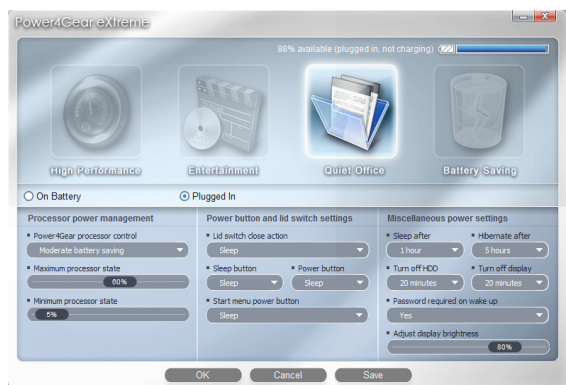 Power4Gear eXtreme
98% available (plugged in, not charging)
High Performance Entertainment Quiet Office Battery Saving
On Battery Plugged In
Processor power management Power button and lid switch settings Miscellaneous power settings
Power4Gear processor control Lid switch close action Sleep after Hibernate after
Moderate battery saving Sleep 1 hour 5 hours
Maximum processor state Sleep button Power button Turn off HDD Turn off display
60% Sleep Sleep 20 minutes 20 minutes
Minimum processor state Start menu power button Password required on wake up
5% Sleep Yes
Adjust display brightness
80%
OK Cancel Save